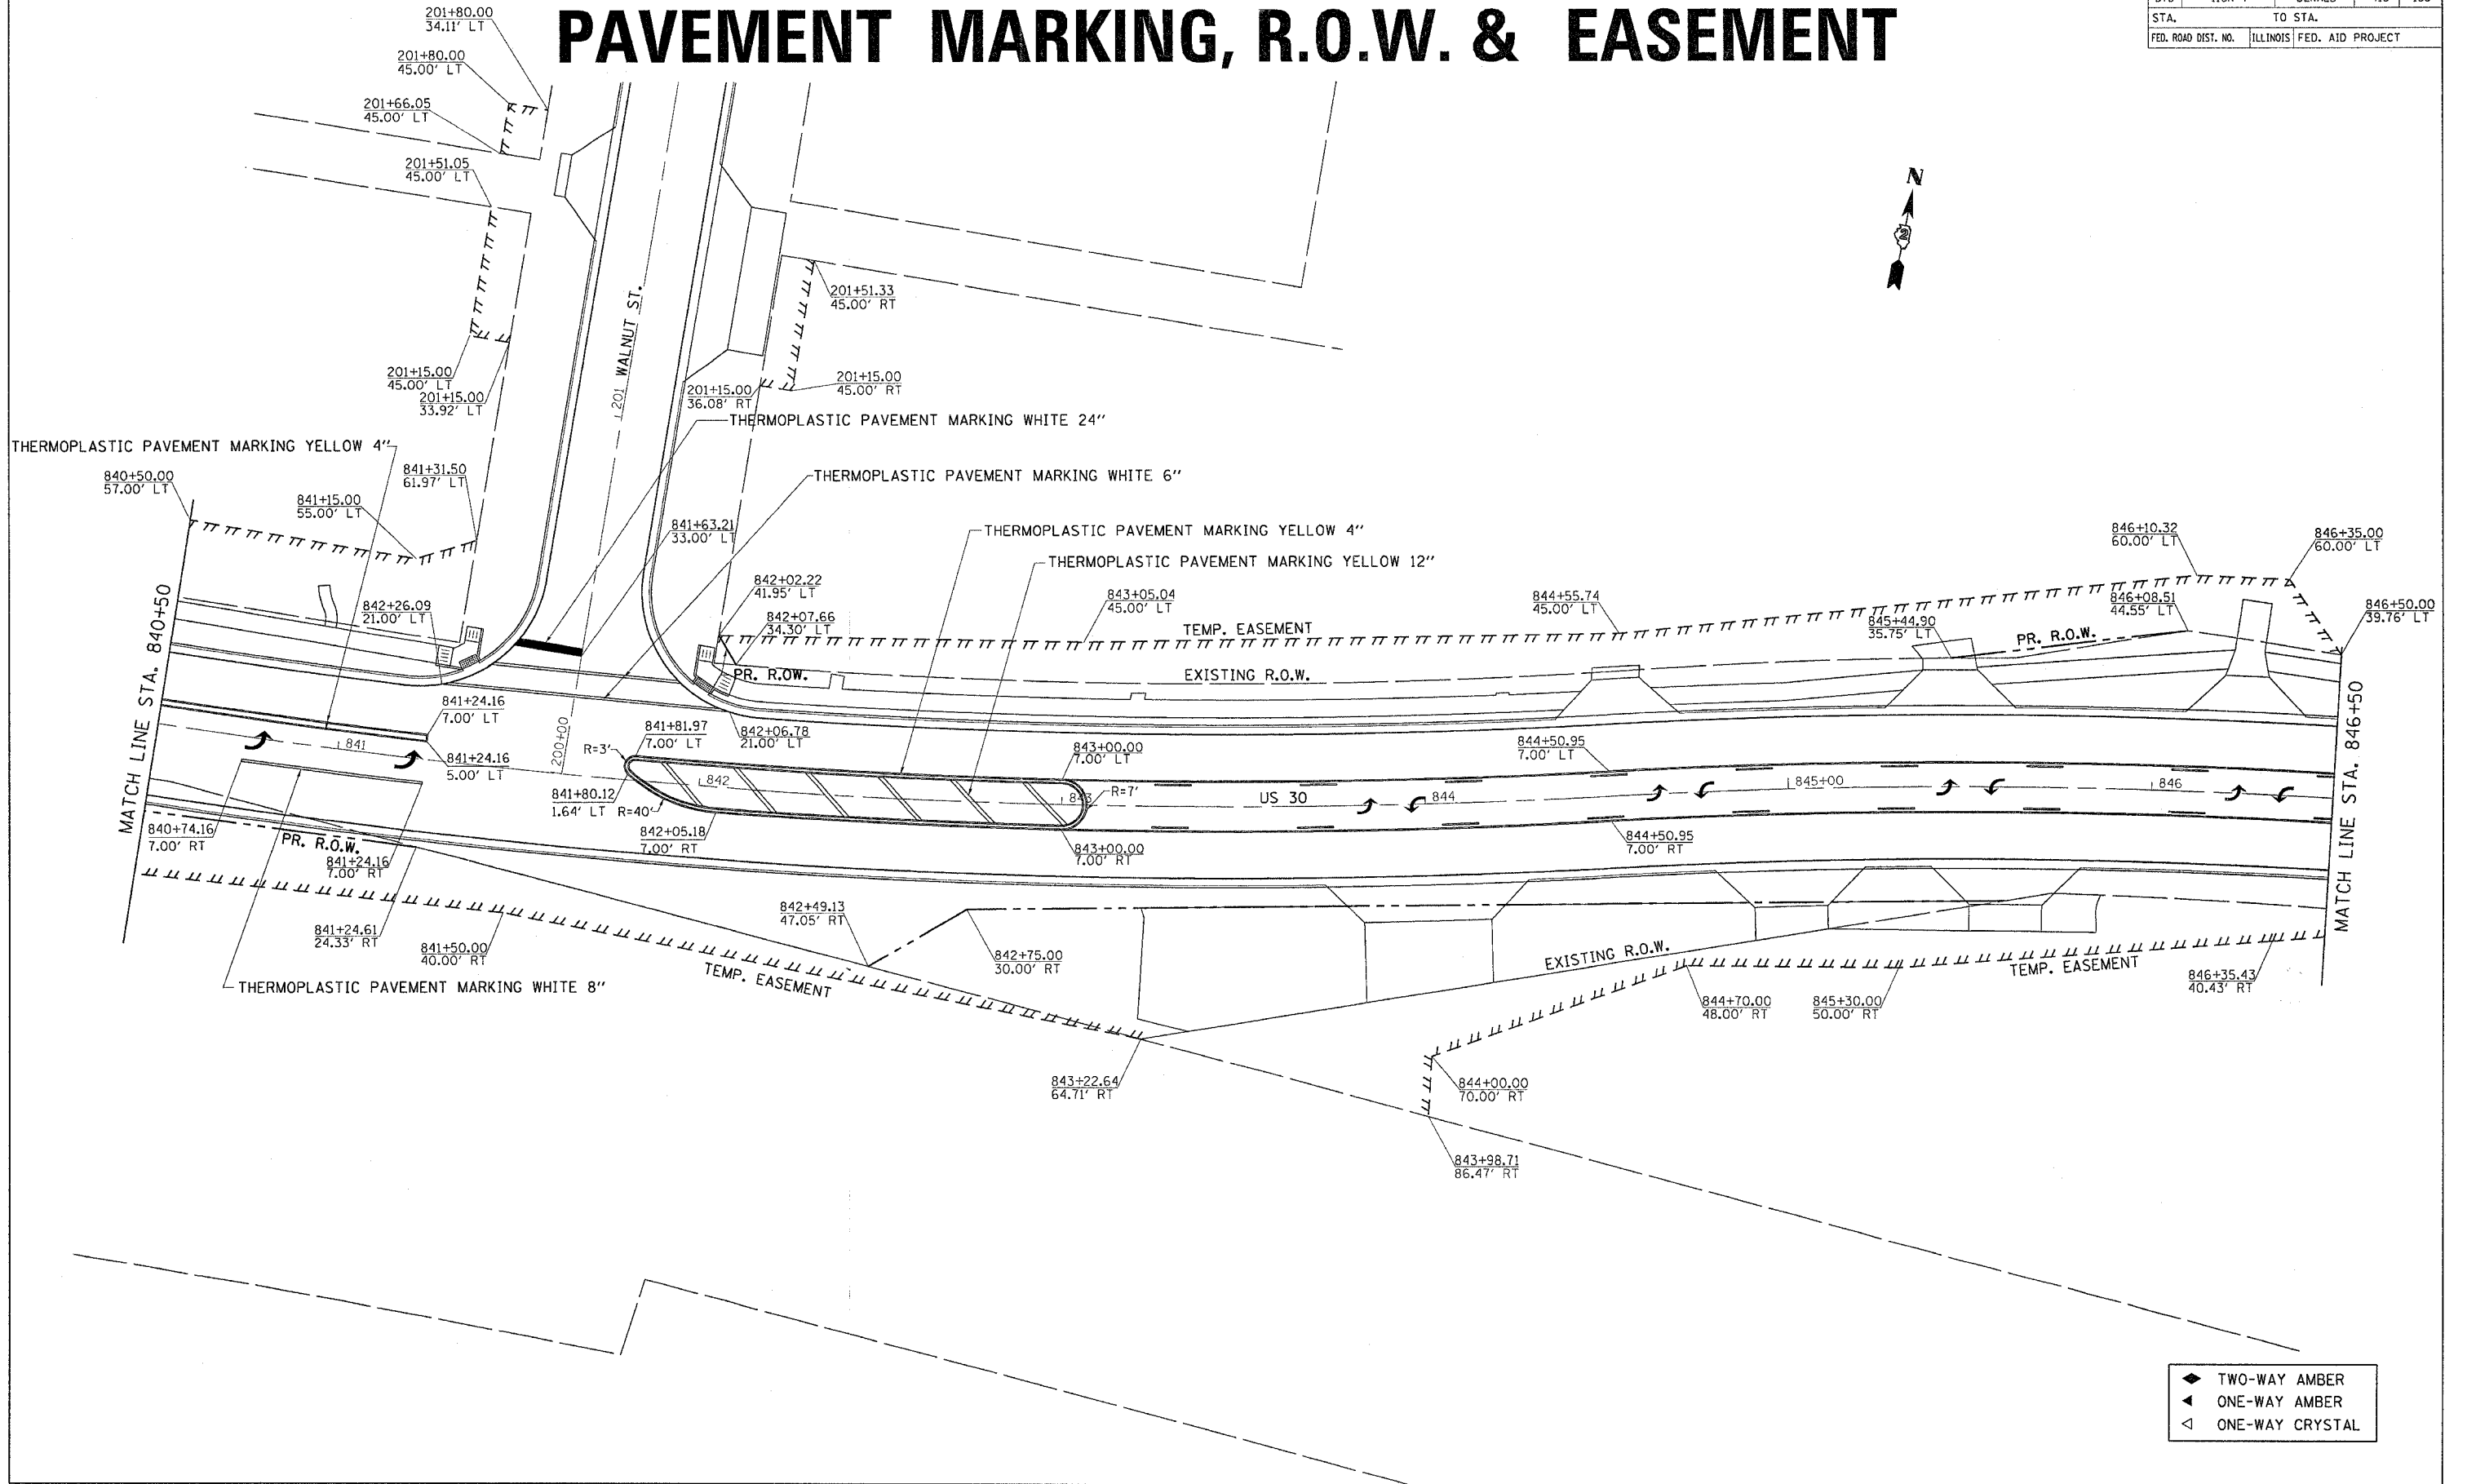 PAVEMENT MARKING, R.O.W. & EASEMENT
STA. TO STA.
FED. ROAD DIST. NO. ILLINOIS FED. AID PROJECT
201+80.00
34.11' LT
201+80.00
45.00' LT
201+66.05
45.00' LT
201+51.05
45.00' LT
N
2
201+51.33
45.00' RT
201 WALNUT ST.
201+15.00
45.00' LT
201+15.00
33.92' LT
201+15.00
36.08' RT
201+15.00
45.00' RT
THERMOPLASTIC PAVEMENT MARKING WHITE 24"
THERMOPLASTIC PAVEMENT MARKING YELLOW 4"
THERMOPLASTIC PAVEMENT MARKING WHITE 6"
840+50.00
57.00' LT
841+15.00
55.00' LT
841+31.50
61.97' LT
841+63.21
33.00' LT
THERMOPLASTIC PAVEMENT MARKING YELLOW 4"
THERMOPLASTIC PAVEMENT MARKING YELLOW 12"
846+10.32
60.00' LT
846+35.00
60.00' LT
842+26.09
21.00' LT
842+02.22
41.95' LT
842+07.66
34.30' LT
843+05.04
45.00' LT
TEMP. EASEMENT
844+55.74
45.00' LT
845+44.90
35.75' LT
846+08.51
44.55' LT
PR. R.O.W.
846+50.00
39.76' LT
PR. R.OW.
EXISTING R.O.W.
MATCH LINE STA. 840+50
841+24.16
7.00' LT
841
841+24.16
5.00' LT
200+00
R=3'
841+81.97
7.00' LT
842+06.78
21.00' LT
842
843+00.00
7.00' LT
844+50.95
7.00' LT
841+80.12
1.64' LT
R=40'
843
R=7'
US 30
844
845+00
846
MATCH LINE STA. 846+50
840+74.16
7.00' RT
PR. R.O.W.
841+24.16
7.00' RT
842+05.18
7.00' RT
843+00.00
7.00' RT
844+50.95
7.00' RT
841+24.61
24.33' RT
841+50.00
40.00' RT
842+49.13
47.05' RT
842+75.00
30.00' RT
TEMP. EASEMENT
EXISTING R.O.W.
TEMP. EASEMENT
846+35.43
40.43' RT
THERMOPLASTIC PAVEMENT MARKING WHITE 8"
844+70.00
48.00' RT
845+30.00
50.00' RT
843+22.64
64.71' RT
844+00.00
70.00' RT
843+98.71
86.47' RT
TWO-WAY AMBER
ONE-WAY AMBER
ONE-WAY CRYSTAL